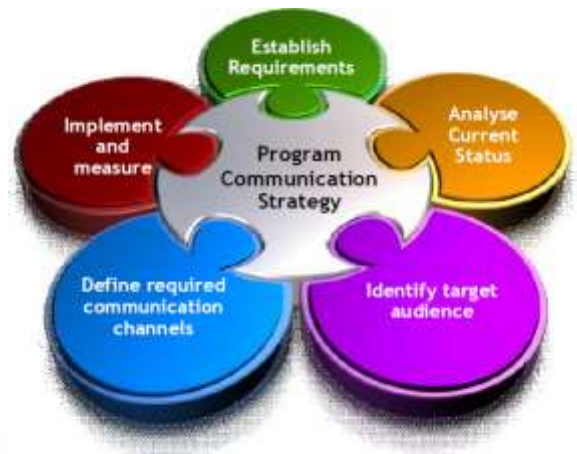 Establish
Requirements
Analyse
Current
Status
Identify target
audience
Define required
communication
channels
Implement
and
measure
Program
Communication
Strategy